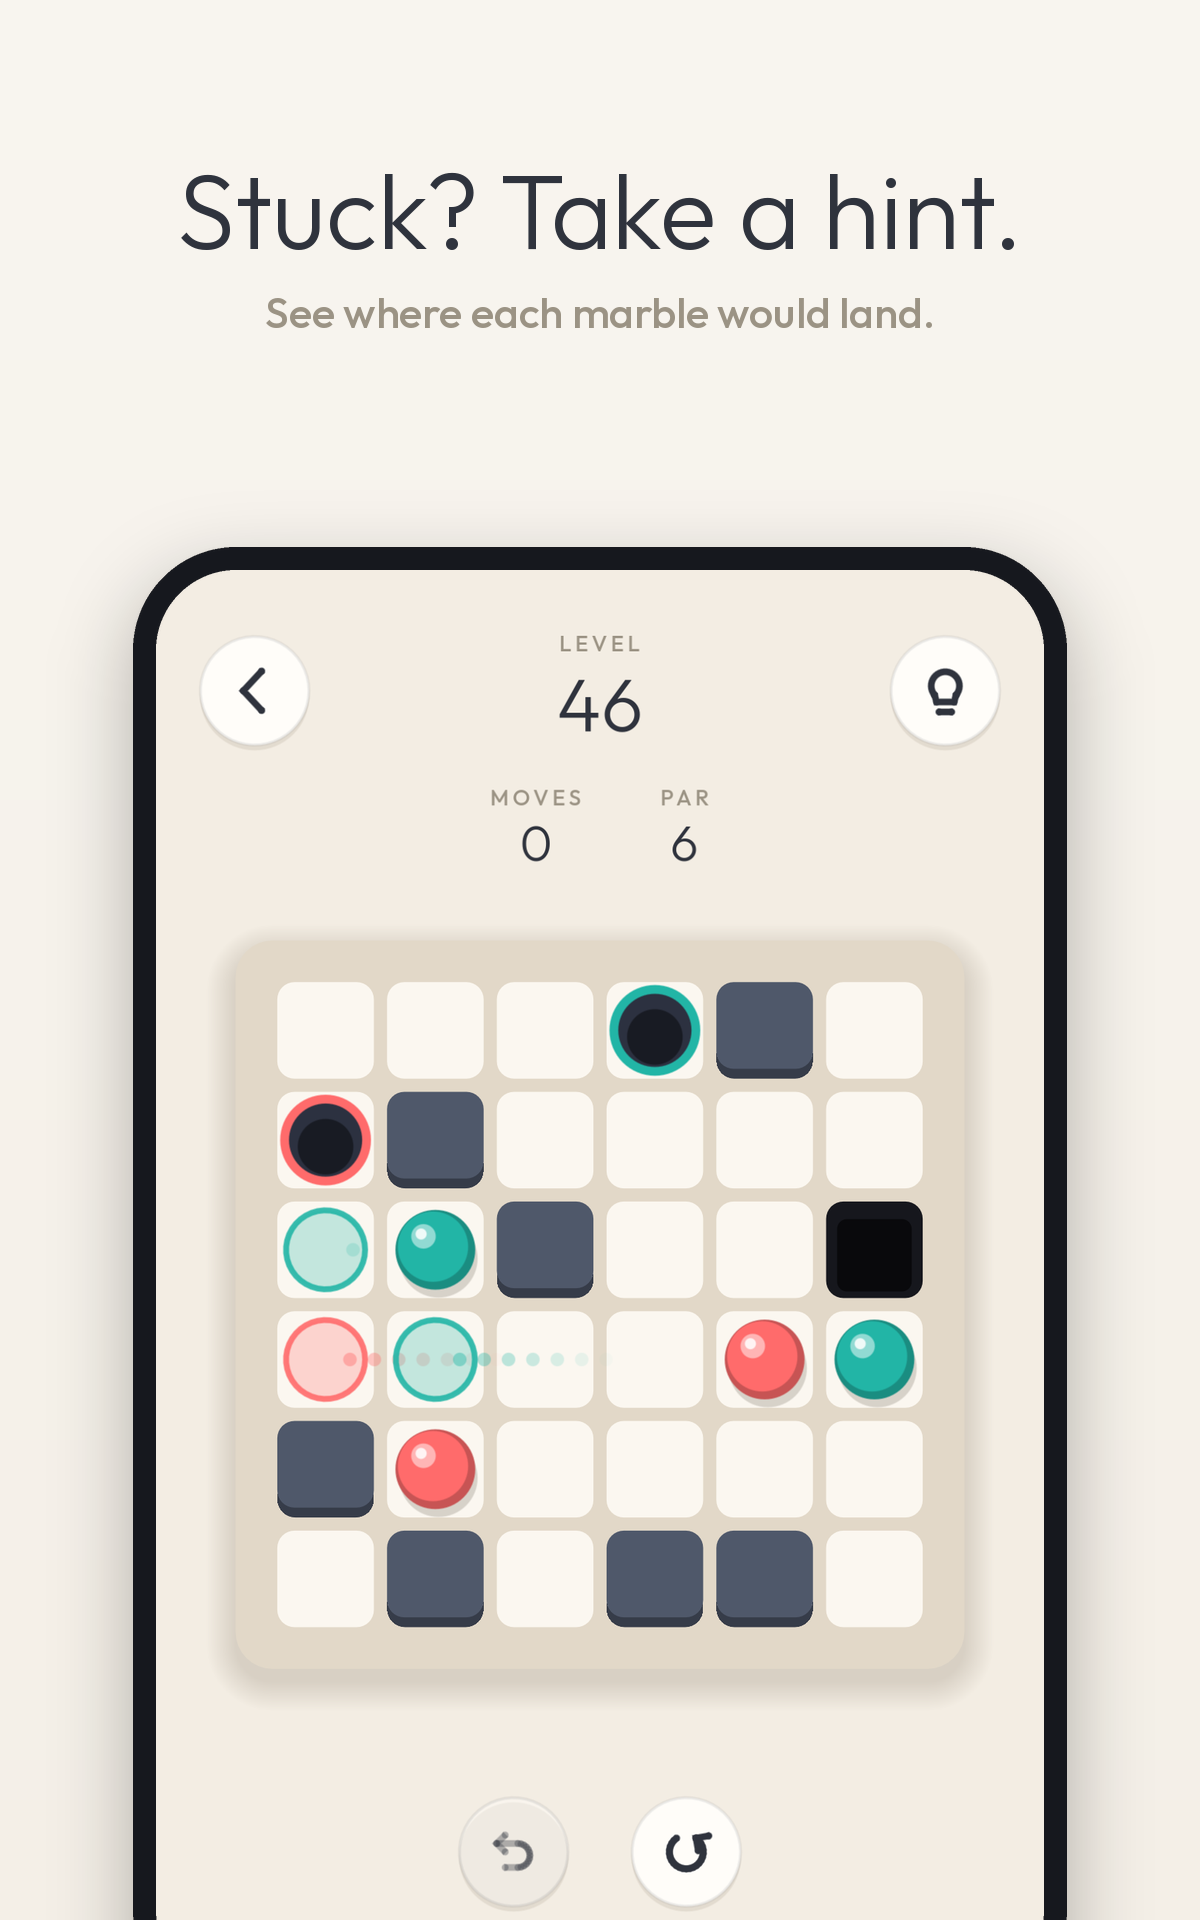 Stuck? Take a hint.
See where each marble would land.
LEVEL
46
MOVES PAR
0 6